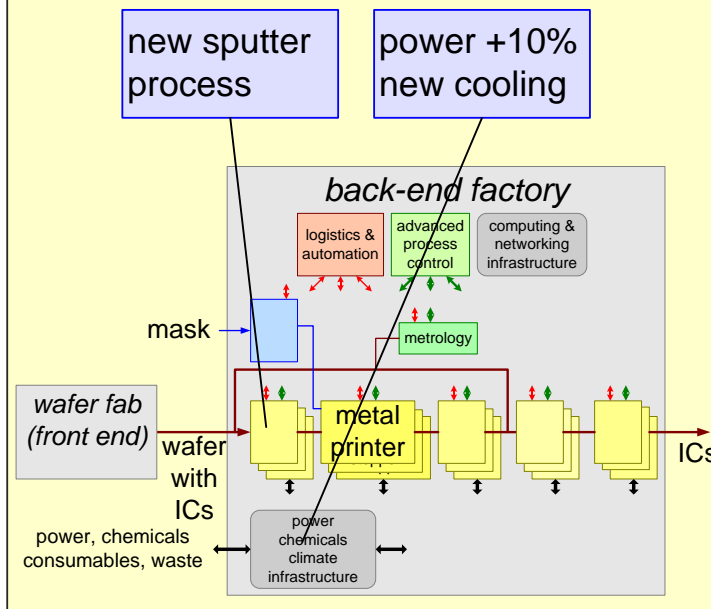 new sputter
process
power +10%
new cooling
back-end factory
logistics &
automation
advanced
process
control
computing &
networking
infrastructure
mask
metrology
wafer fab
(front end)
metal
printer
wafer
with
ICs
ICs
power, chemicals
consumables, waste
power
chemicals
climate
infrastructure